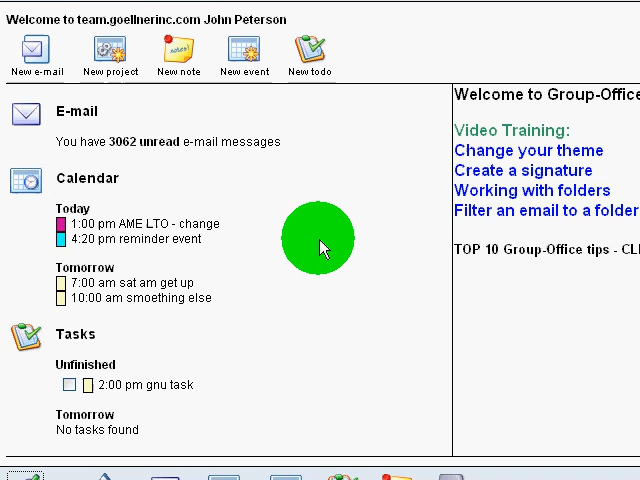 Welcome to team.goellnerinc.com John Peterson
New e-mail New project New note New event New todo
E-mail
You have 3062 unread e-mail messages
Calendar
Today
1:00 pm AME LTO - change
4:20 pm reminder event
Tomorrow
7:00 am sat am get up
10:00 am smoething else
Tasks
Unfinished
2:00 pm gnu task
Tomorrow
No tasks found
Welcome to Group-Office
Video Training:
Change your theme
Create a signature
Working with folders
Filter an email to a folder
TOP 10 Group-Office tips - CLI